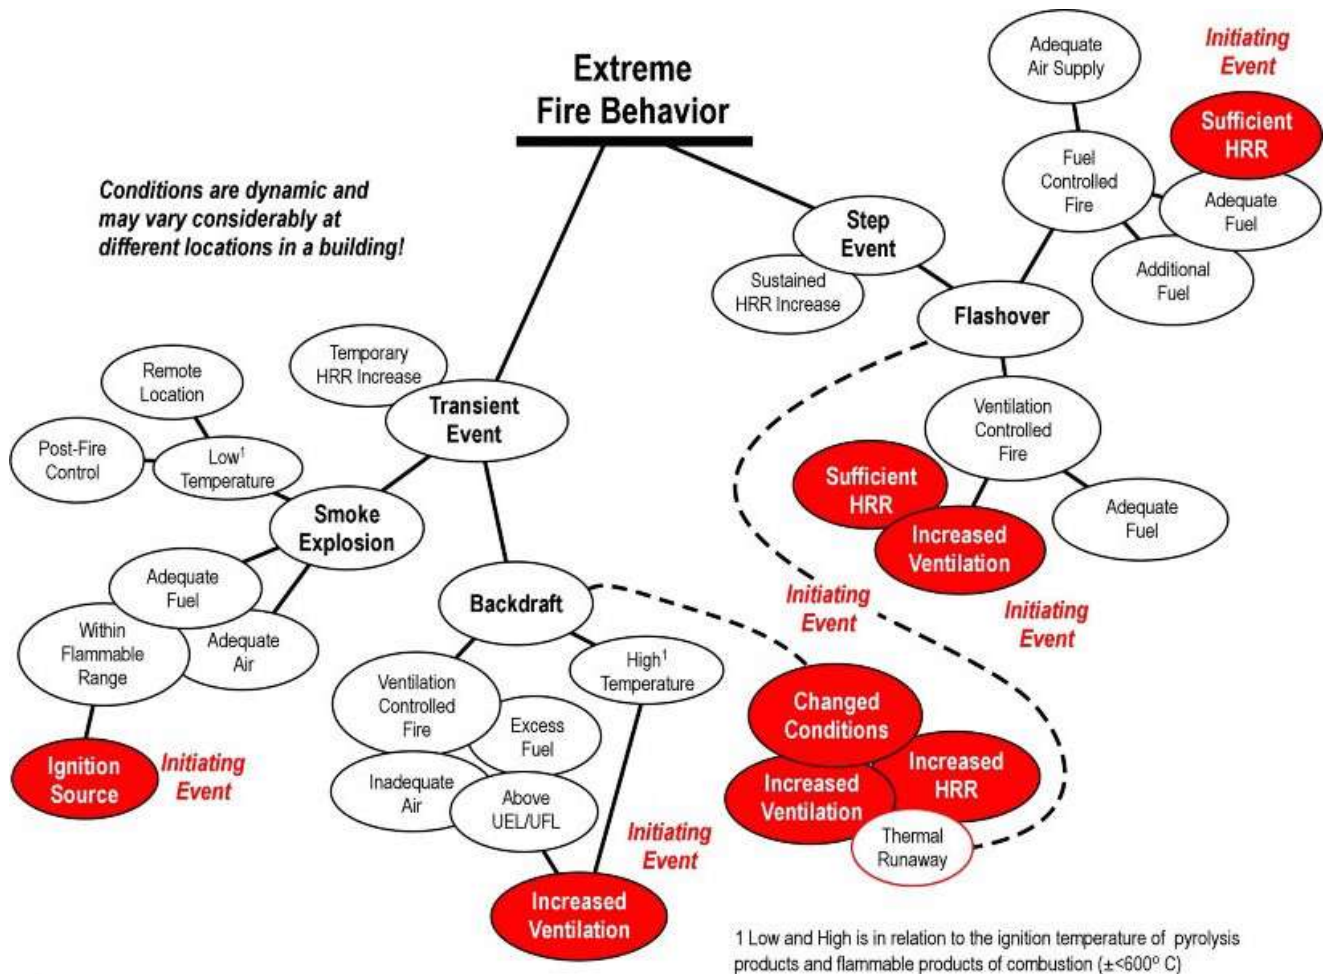 Extreme
Fire Behavior
Conditions are dynamic and
may vary considerably at
different locations in a building!
Adequate
Air Supply
Initiating
Event
Sufficient
HRR
Fuel
Controlled
Fire
Adequate
Fuel
Additional
Fuel
Step
Event
Sustained
HRR Increase
Flashover
Ventilation
Controlled
Fire
Sufficient
HRR
Increased
Ventilation
Adequate
Fuel
Initiating
Event
Initiating
Event
Temporary
HRR Increase
Transient
Event
Remote
Location
Post-Fire
Control
Low¹
Temperature
Smoke
Explosion
Adequate
Fuel
Adequate
Air
Within
Flammable
Range
Ignition
Source
Initiating
Event
Backdraft
High¹
Temperature
Ventilation
Controlled
Fire
Excess
Fuel
Inadequate
Air
Above
UEL/UFL
Initiating
Event
Increased
Ventilation
Changed
Conditions
Increased
Ventilation
Increased
HRR
Thermal
Runaway
1 Low and High is in relation to the ignition temperature of pyrolysis
products and flammable products of combustion (±<600º C)